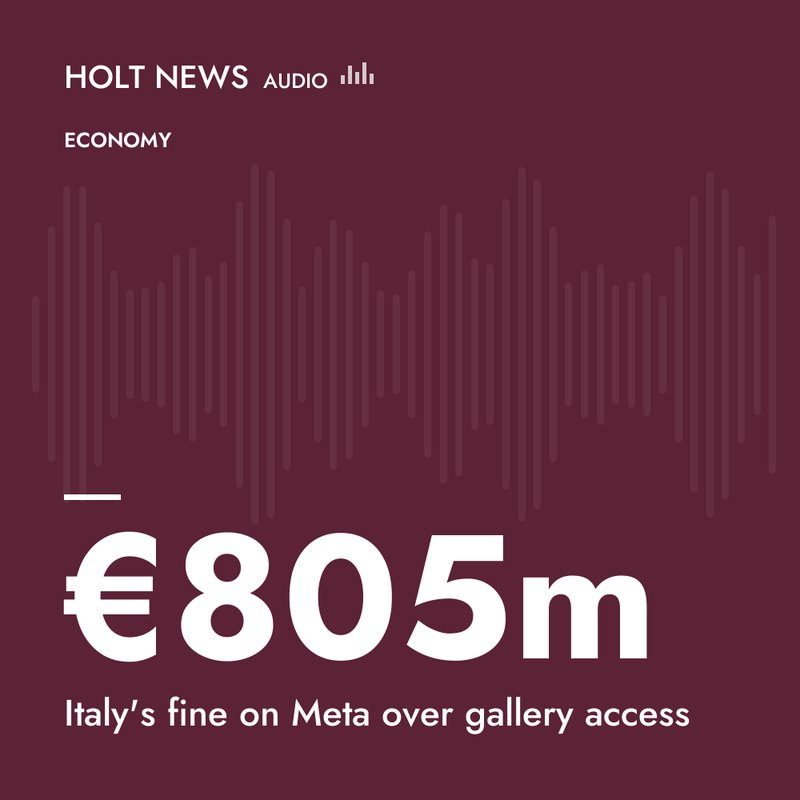 HOLT NEWS AUDIO
ECONOMY
€805m
Italy's fine on Meta over gallery access